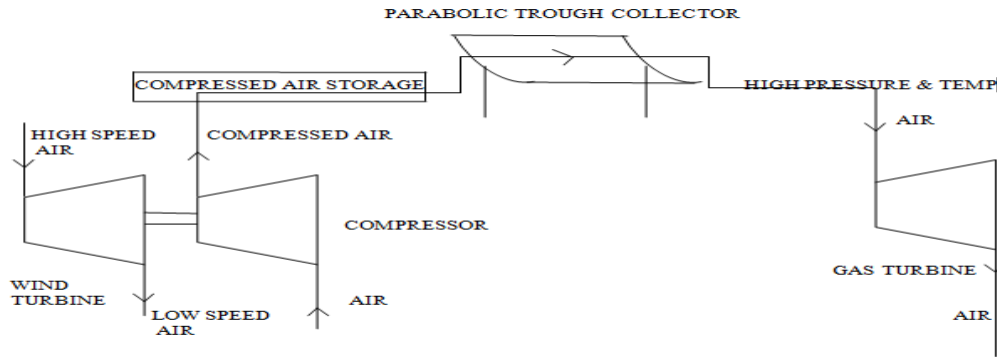 PARABOLIC TROUGH COLLECTOR
COMPRESSED AIR STORAGE
HIGH PRESSURE & TEMP
HIGH SPEED
AIR
COMPRESSED AIR
AIR
COMPRESSOR
GAS TURBINE
WIND
TURBINE
LOW SPEED
AIR
AIR
AIR